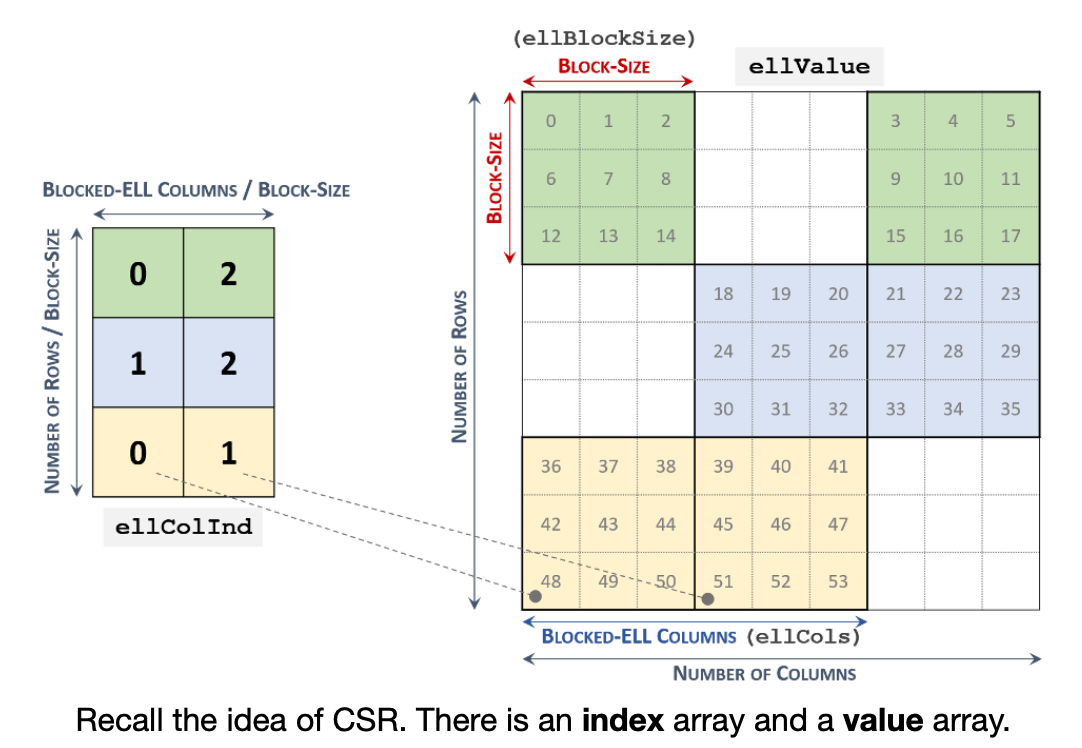 (ellBlockSize)
BLOCK-SIZE
ellValue
BLOCK-SIZE
NUMBER OF ROWS
0 1 2 3 4 5
6 7 8 9 10 11
12 13 14 15 16 17
18 19 20 21 22 23
24 25 26 27 28 29
30 31 32 33 34 35
36 37 38 39 40 41
42 43 44 45 46 47
48 49 50 51 52 53
BLOCKED-ELL COLUMNS (ellCols)
NUMBER OF COLUMNS
BLOCKED-ELL COLUMNS / BLOCK-SIZE
NUMBER OF ROWS / BLOCK-SIZE
0 2
1 2
0 1
ellColInd
Recall the idea of CSR. There is an index array and a value array.